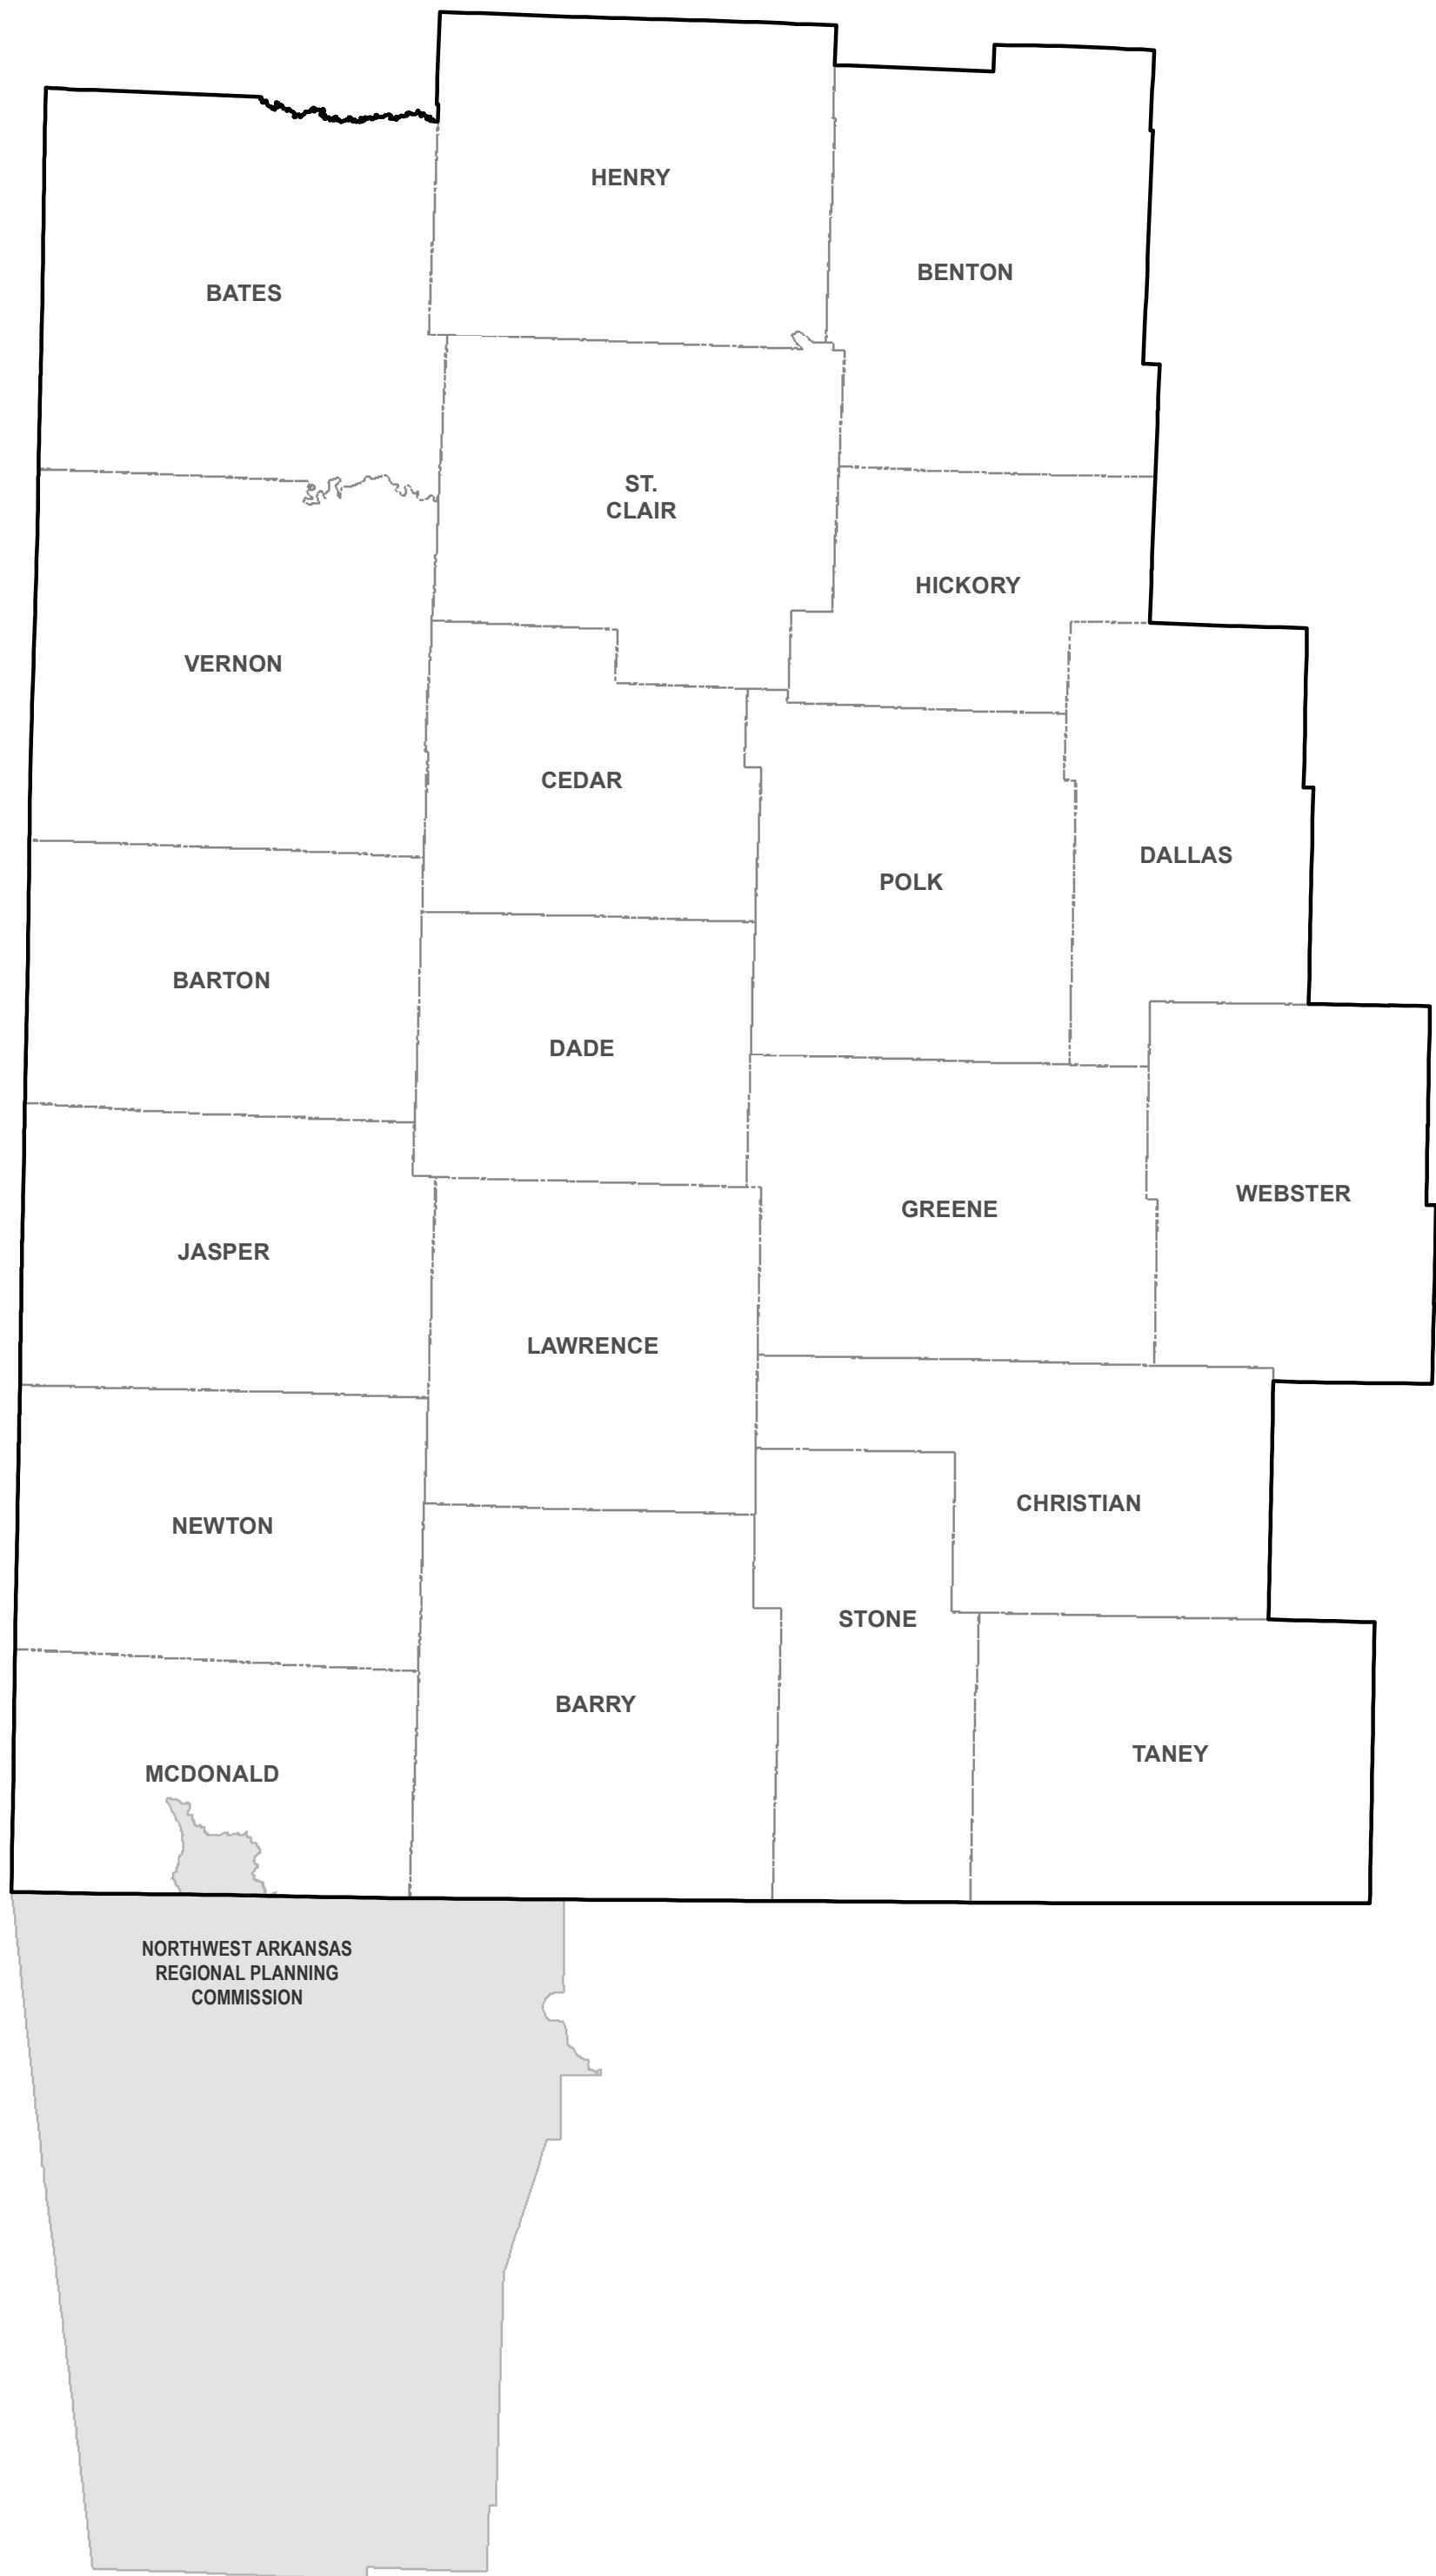 HENRY
BENTON
BATES
ST.
CLAIR
HICKORY
VERNON
CEDAR
DALLAS
POLK
BARTON
DADE
WEBSTER
GREENE
JASPER
LAWRENCE
CHRISTIAN
NEWTON
STONE
BARRY
TANEY
MCDONALD
NORTHWEST ARKANSAS
REGIONAL PLANNING
COMMISSION